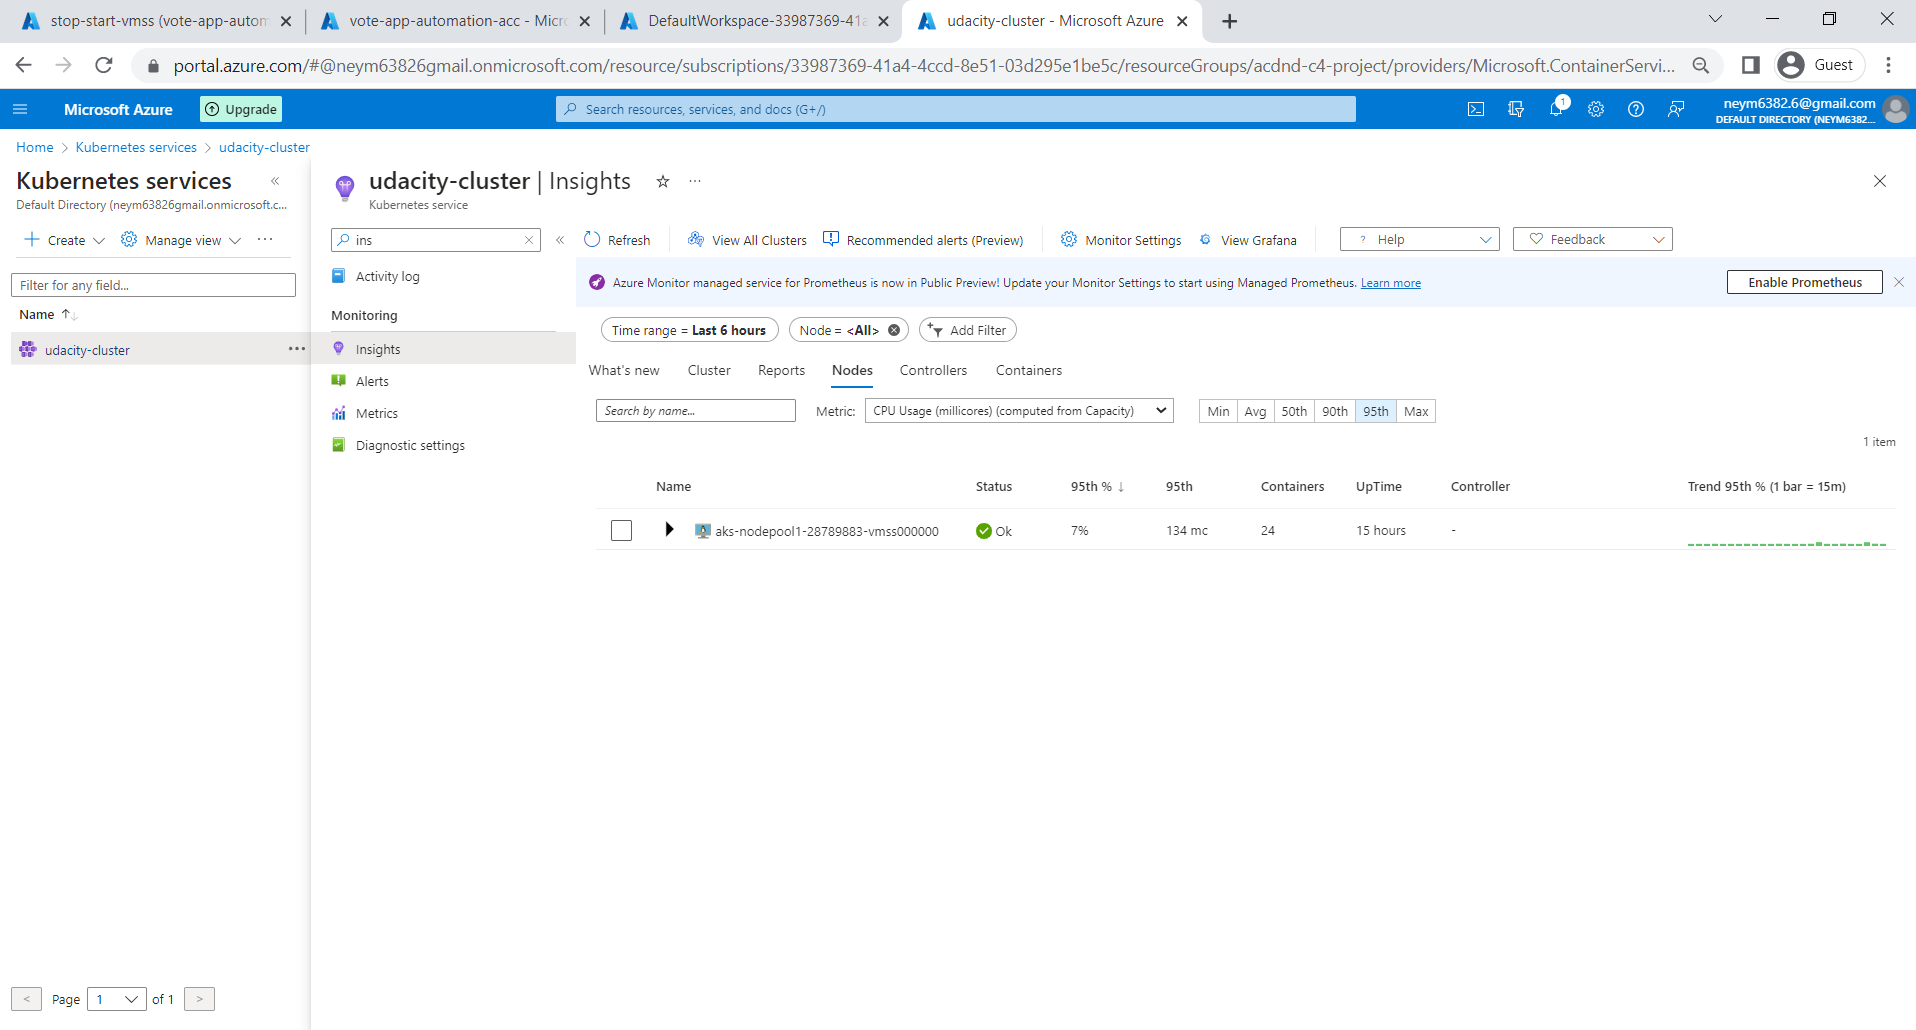 stop-start-vmss (vote-app-autom
vote-app-automation-acc - Micr
DefaultWorkspace-33987369-41a
udacity-cluster - Microsoft Azure
portal.azure.com/#@neym63826gmail.onmicrosoft.com/resource/subscriptions/33987369-41a4-4ccd-8e51-03d295e1be5c/resourceGroups/acdnd-c4-project/providers/Microsoft.ContainerServi...
Guest
Microsoft Azure
Upgrade
Search resources, services, and docs (G+/)
1
neym6382.6@gmail.com
DEFAULT DIRECTORY (NEYM6382...
Home > Kubernetes services > udacity-cluster
Kubernetes services
Default Directory (neym63826gmail.onmicrosoft.c...
Create
Manage view
Filter for any field...
Name
udacity-cluster
< Page 1 of 1 >
udacity-cluster | Insights
Kubernetes service
ins
Activity log
Monitoring
Insights
Alerts
Metrics
Diagnostic settings
Refresh
View All Clusters
Recommended alerts (Preview)
Monitor Settings
View Grafana
? Help
Feedback
Azure Monitor managed service for Prometheus is now in Public Preview! Update your Monitor Settings to start using Managed Prometheus. Learn more
Enable Prometheus
Time range = Last 6 hours
Node = <All>
Add Filter
What's new Cluster Reports Nodes Controllers Containers
Search by name...
Metric: CPU Usage (millicores) (computed from Capacity)
Min Avg 50th 90th 95th Max
1 item
Name Status 95th % ↓ 95th Containers UpTime Controller Trend 95th % (1 bar = 15m)
aks-nodepool1-28789883-vmss000000 Ok 7% 134 mc 24 15 hours -